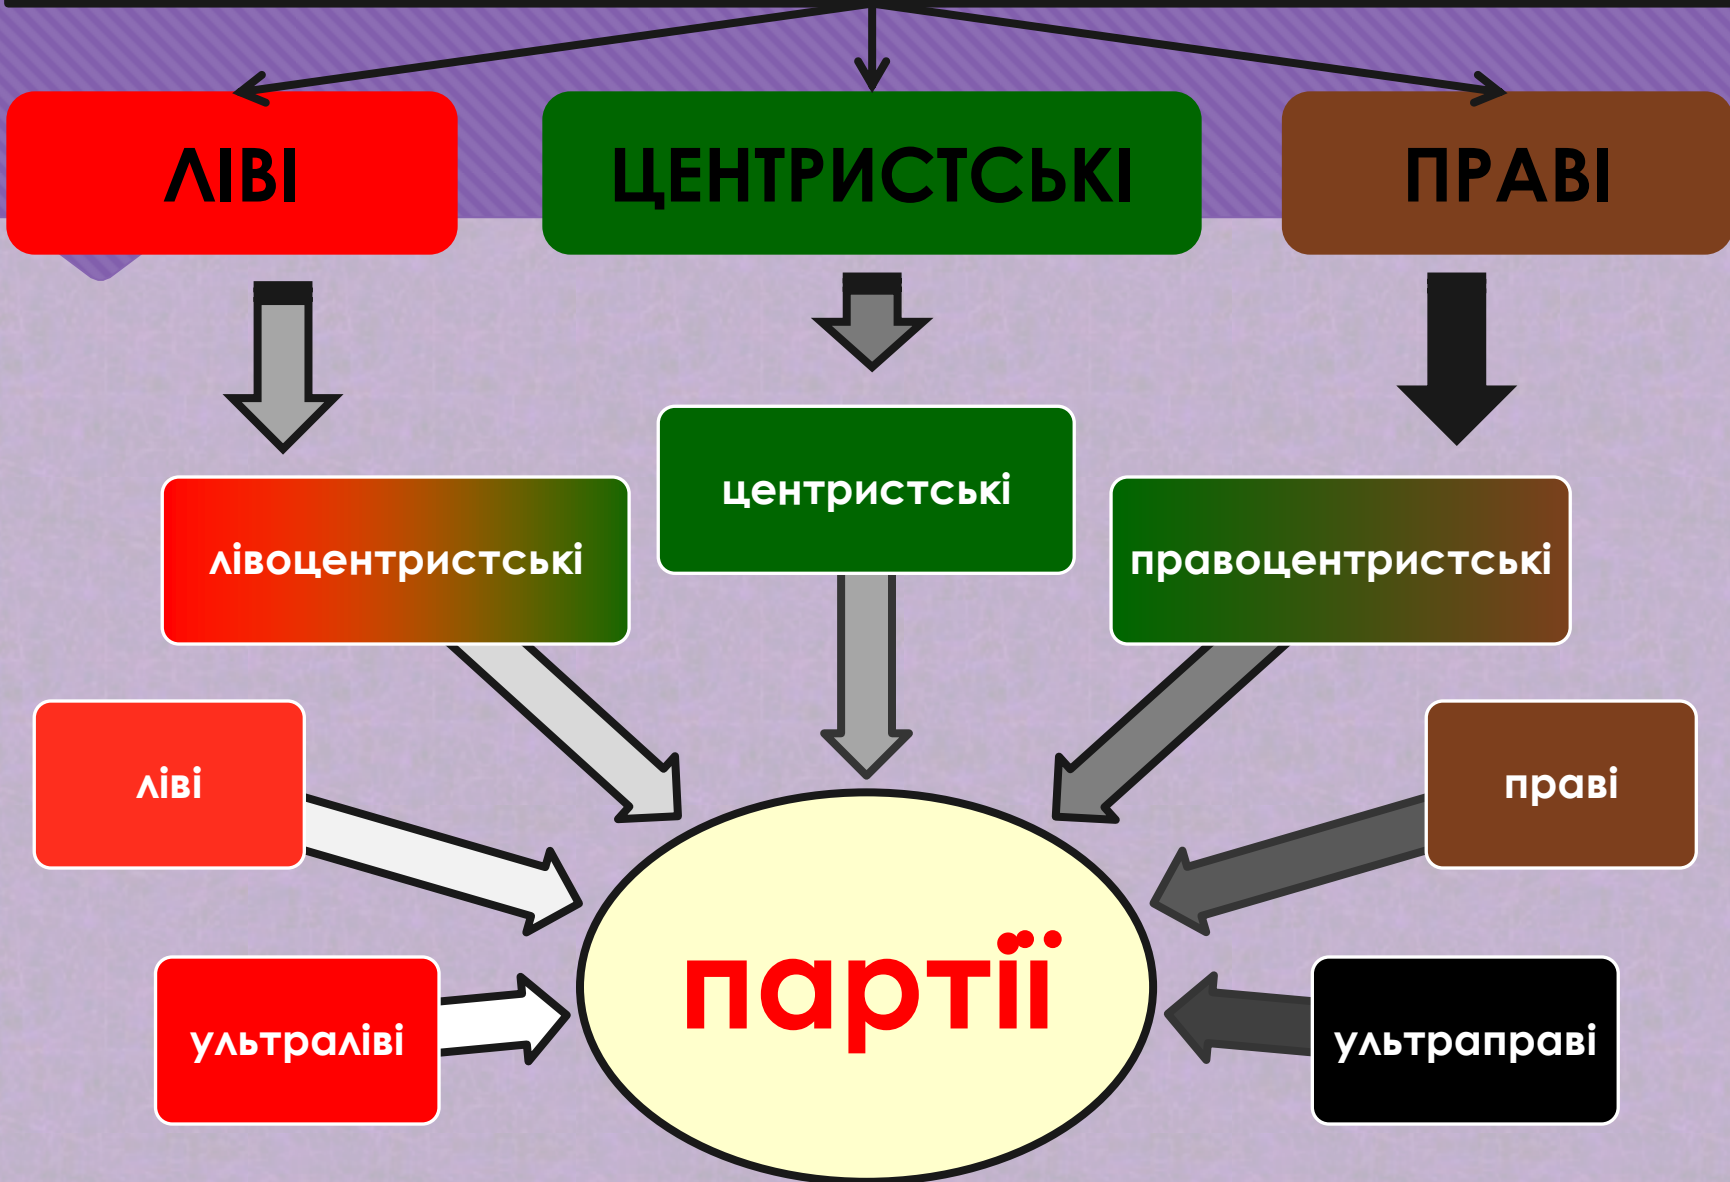 ЛІВІ
ЦЕНТРИСТСЬКІ
ПРАВІ
центристські
лівоцентристські
правоцентристські
ліві
праві
партії
ультраліві
ультраправі